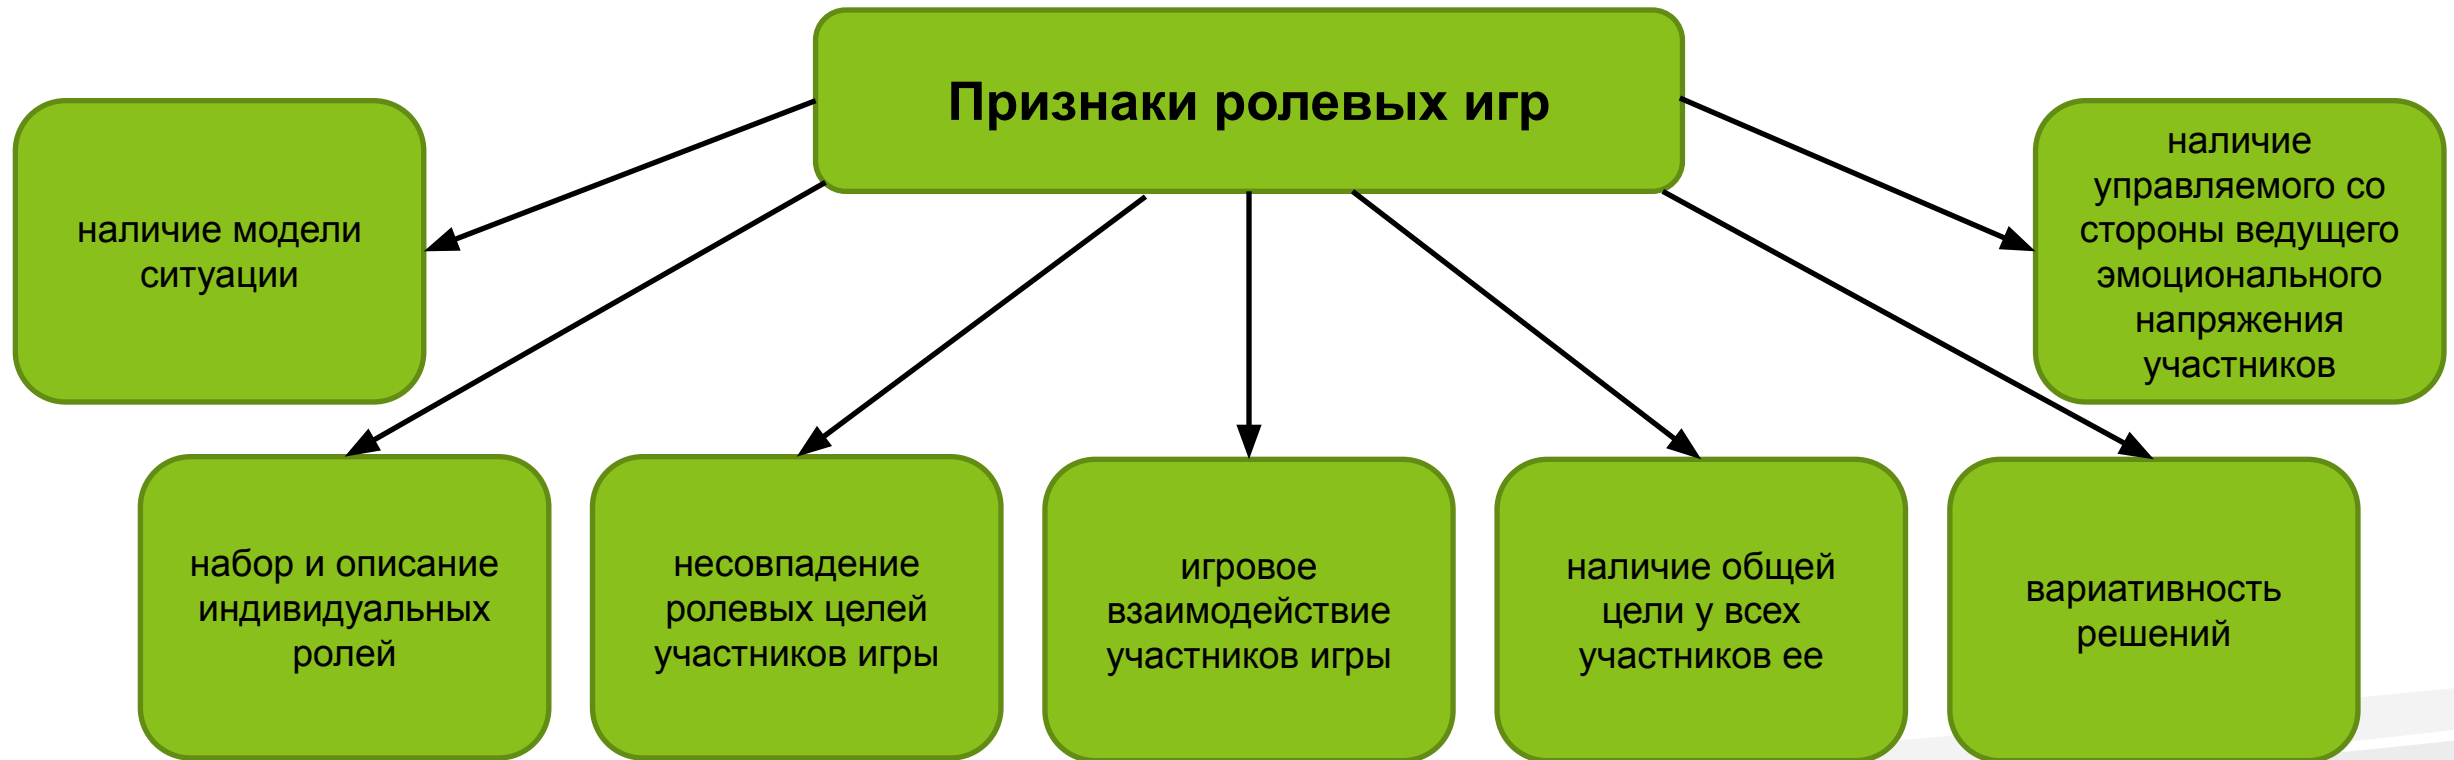 Признаки ролевых игр
наличие модели
ситуации
наличие
управляемого со
стороны ведущего
эмоционального
напряжения
участников
набор и описание
индивидуальных
ролей
несовпадение
ролевых целей
участников игры
игровое
взаимодействие
участников игры
наличие общей
цели у всех
участников ее
вариативность
решений